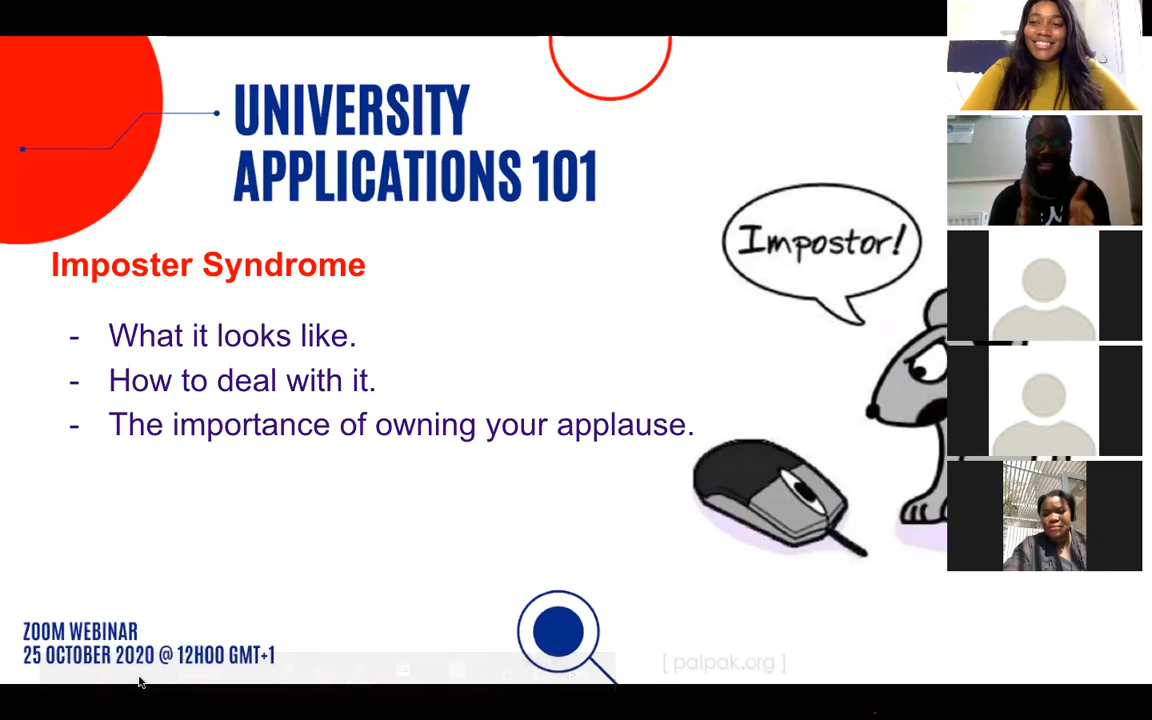 UNIVERSITY
APPLICATIONS 101
Impostor!
Imposter Syndrome
- What it looks like.
- How to deal with it.
- The importance of owning your applause.
ZOOM WEBINAR
25 OCTOBER 2020 @ 12H00 GMT+1
[ palpak.org ]